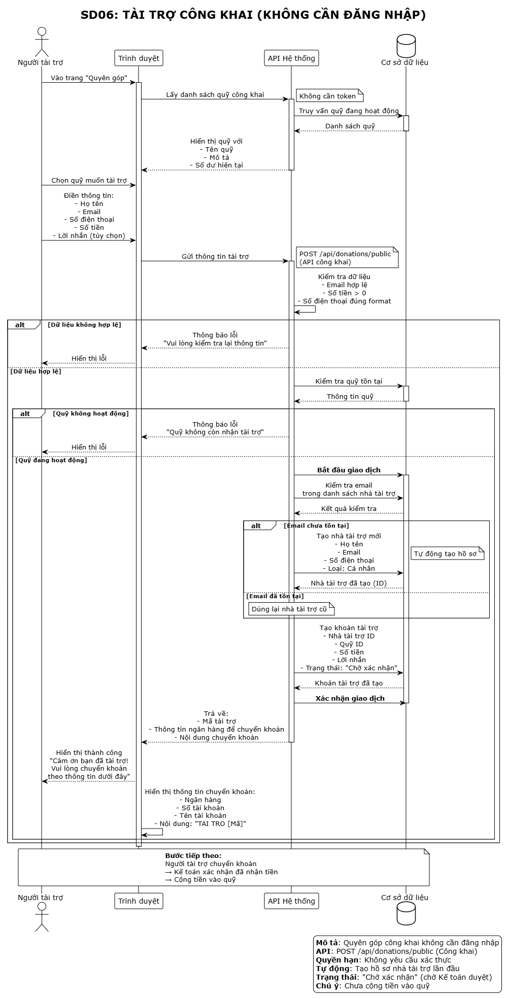 SD06: TÀI TRỢ CÔNG KHAI (KHÔNG CẦN ĐĂNG NHẬP)
Người tài trợ
Trình duyệt
API Hệ thống
Cơ sở dữ liệu
Vào trang "Quyên góp"
Lấy danh sách quỹ công khai
Không cần token
Truy vấn quỹ đang hoạt động
Danh sách quỹ
Hiển thị quỹ với
- Tên quỹ
- Mô tả
- Số dư hiện tại
Chọn quỹ muốn tài trợ
Điền thông tin:
- Họ tên
- Email
- Số điện thoại
- Số tiền
- Lời nhắn (tùy chọn)
Gửi thông tin tài trợ
POST /api/donations/public
(API công khai)
Kiểm tra dữ liệu
- Email hợp lệ
- Số tiền > 0
- Số điện thoại đúng format
alt
[Dữ liệu không hợp lệ]
Thông báo lỗi
"Vui lòng kiểm tra lại thông tin"
Hiển thị lỗi
[Dữ liệu hợp lệ]
Kiểm tra quỹ tồn tại
Thông tin quỹ
alt
[Quỹ không hoạt động]
Thông báo lỗi
"Quỹ không còn nhận tài trợ"
Hiển thị lỗi
[Quỹ đang hoạt động]
Bắt đầu giao dịch
Kiểm tra email
trong danh sách nhà tài trợ
Kết quả kiểm tra
alt
[Email chưa tồn tại]
Tạo nhà tài trợ mới
- Họ tên
- Email
- Số điện thoại
- Loại: Cá nhân
Tự động tạo hồ sơ
Nhà tài trợ đã tạo (ID)
[Email đã tồn tại]
Dùng lại nhà tài trợ cũ
Tạo khoản tài trợ
- Nhà tài trợ ID
- Quỹ ID
- Số tiền
- Lời nhắn
- Trạng thái: "Chờ xác nhận"
Khoản tài trợ đã tạo
Xác nhận giao dịch
Trả về:
- Mã tài trợ
- Thông tin ngân hàng để chuyển khoản
- Nội dung chuyển khoản
Hiển thị thành công
"Cảm ơn bạn đã tài trợ!
Vui lòng chuyển khoản
theo thông tin dưới đây"
Hiển thị thông tin chuyển khoản:
- Ngân hàng
- Số tài khoản
- Tên tài khoản
- Nội dung: "TAI TRO [Mã]"
Bước tiếp theo:
Người tài trợ chuyển khoản
→ Kế toán xác nhận đã nhận tiền
→ Cộng tiền vào quỹ
Người tài trợ
Trình duyệt
API Hệ thống
Cơ sở dữ liệu
Mô tả: Quyên góp công khai không cần đăng nhập
API: POST /api/donations/public (Công khai)
Quyền hạn: Không yêu cầu xác thực
Tự động: Tạo hồ sơ nhà tài trợ lần đầu
Trạng thái: "Chờ xác nhận" (chờ Kế toán duyệt)
Chú ý: Chưa cộng tiền vào quỹ